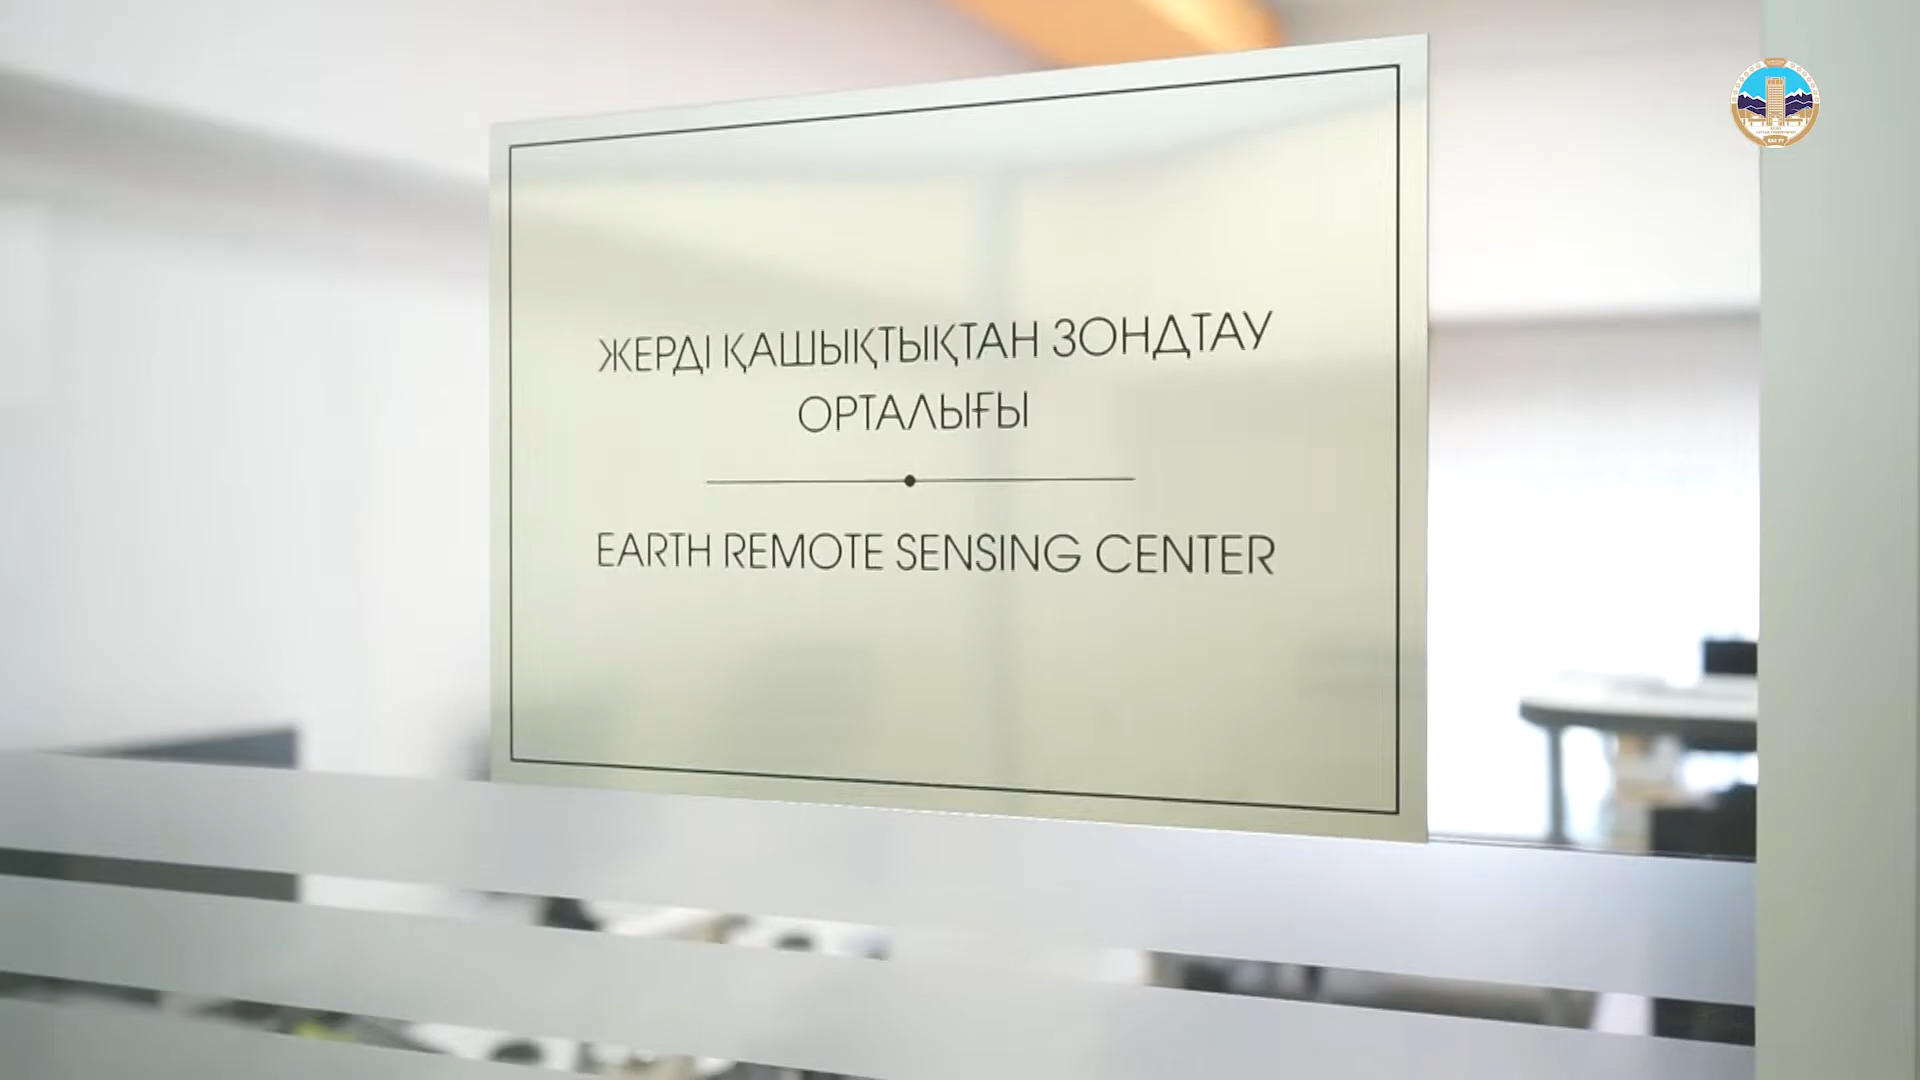 ЖЕРДІ ҚАШЫҚТЫҚТАН ЗОНДТАУ
ОРТАЛЫҒЫ
EARTH REMOTE SENSING CENTER